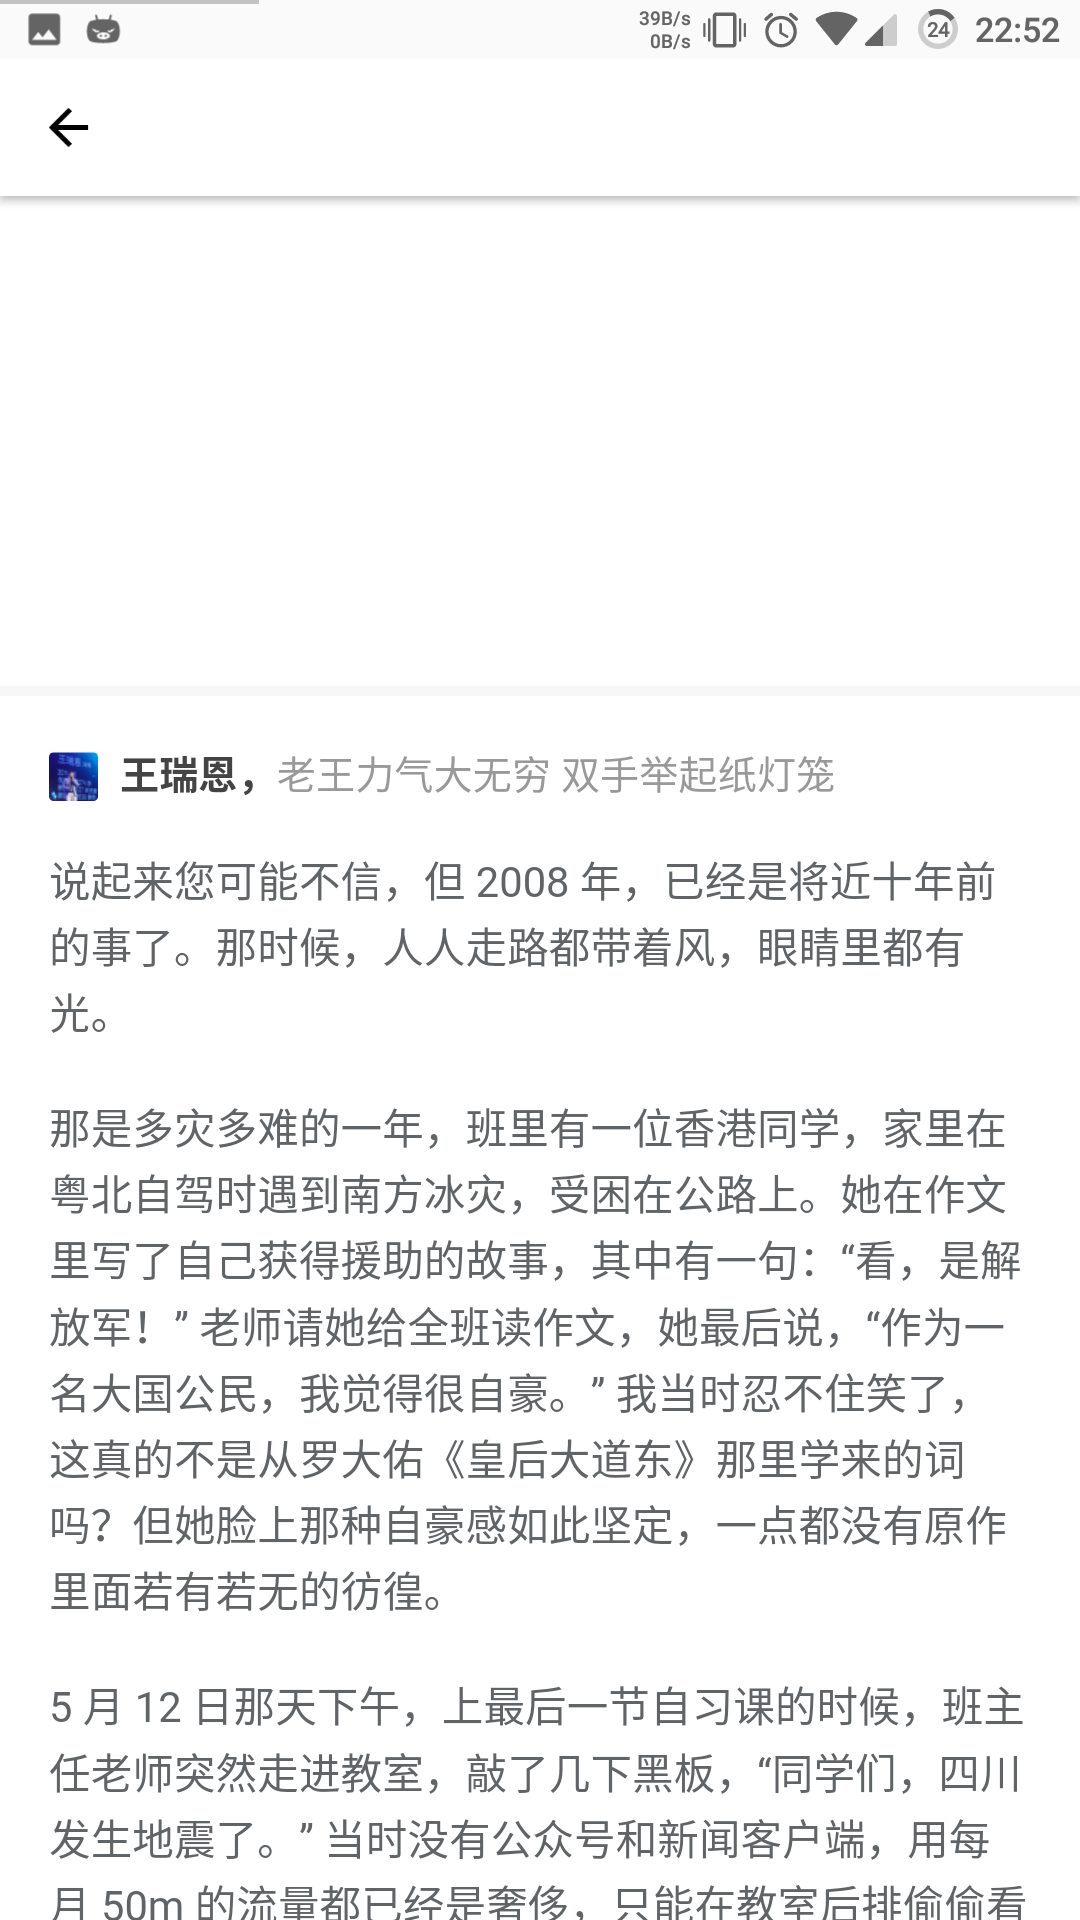 39B/s
0B/s
24
22:52
王瑞恩，老王力气大无穷 双手举起纸灯笼
说起来您可能不信，但 2008 年，已经是将近十年前
的事了。那时候，人人走路都带着风，眼睛里都有
光。
那是多灾多难的一年，班里有一位香港同学，家里在
粤北自驾时遇到南方冰灾，受困在公路上。她在作文
里写了自己获得援助的故事，其中有一句：“看，是解
放军！” 老师请她给全班读作文，她最后说，“作为一
名大国公民，我觉得很自豪。” 我当时忍不住笑了，
这真的不是从罗大佑《皇后大道东》那里学来的词
吗？但她脸上那种自豪感如此坚定，一点都没有原作
里面若有若无的彷徨。
5 月 12 日那天下午，上最后一节自习课的时候，班主
任老师突然走进教室，敲了几下黑板，“同学们，四川
发生地震了。” 当时没有公众号和新闻客户端，用每
月 50m 的流量都已经是奢侈，只能在教室后排偷偷看